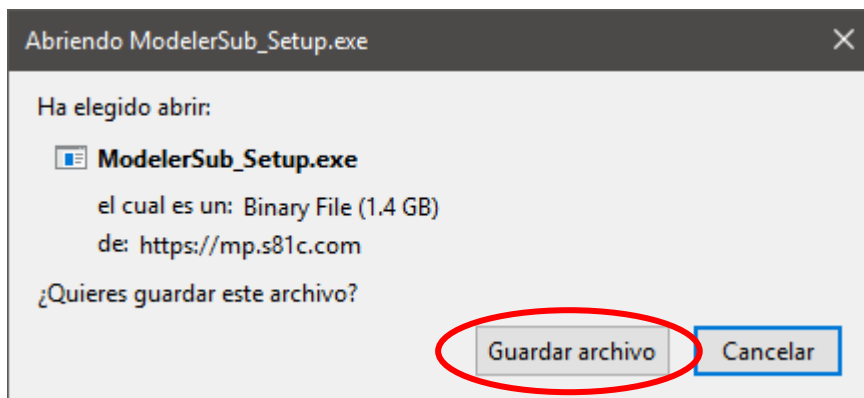 Abriendo ModelerSub_Setup.exe
Ha elegido abrir:
ModelerSub_Setup.exe
el cual es un: Binary File (1.4 GB)
de: https://mp.s81c.com
¿Quieres guardar este archivo?
Guardar archivo Cancelar